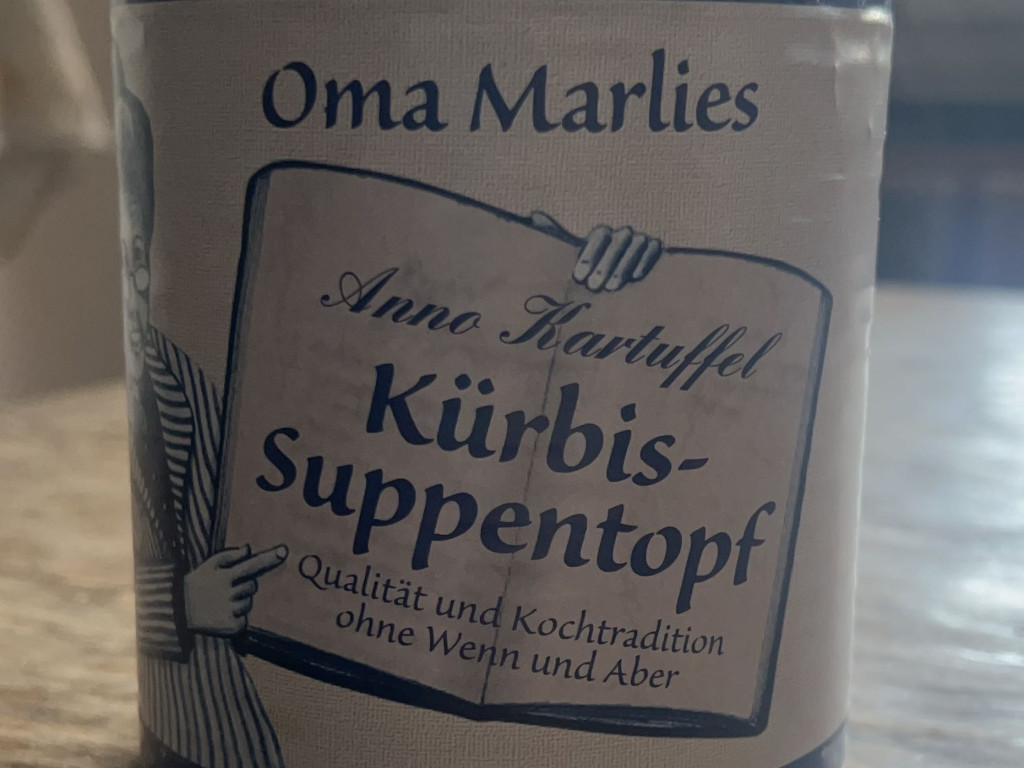 Oma Marlies
Anno Kartuffel
Kürbis-
Suppentopf
Qualität und Kochtradition
ohne Wenn und Aber